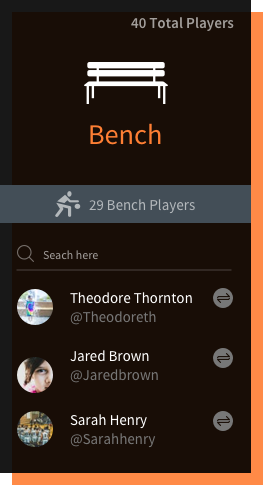 40 Total Players
Bench
29 Bench Players
Seach here
Theodore Thornton
@Theodoreth
Jared Brown
@Jaredbrown
Sarah Henry
@Sarahhenry